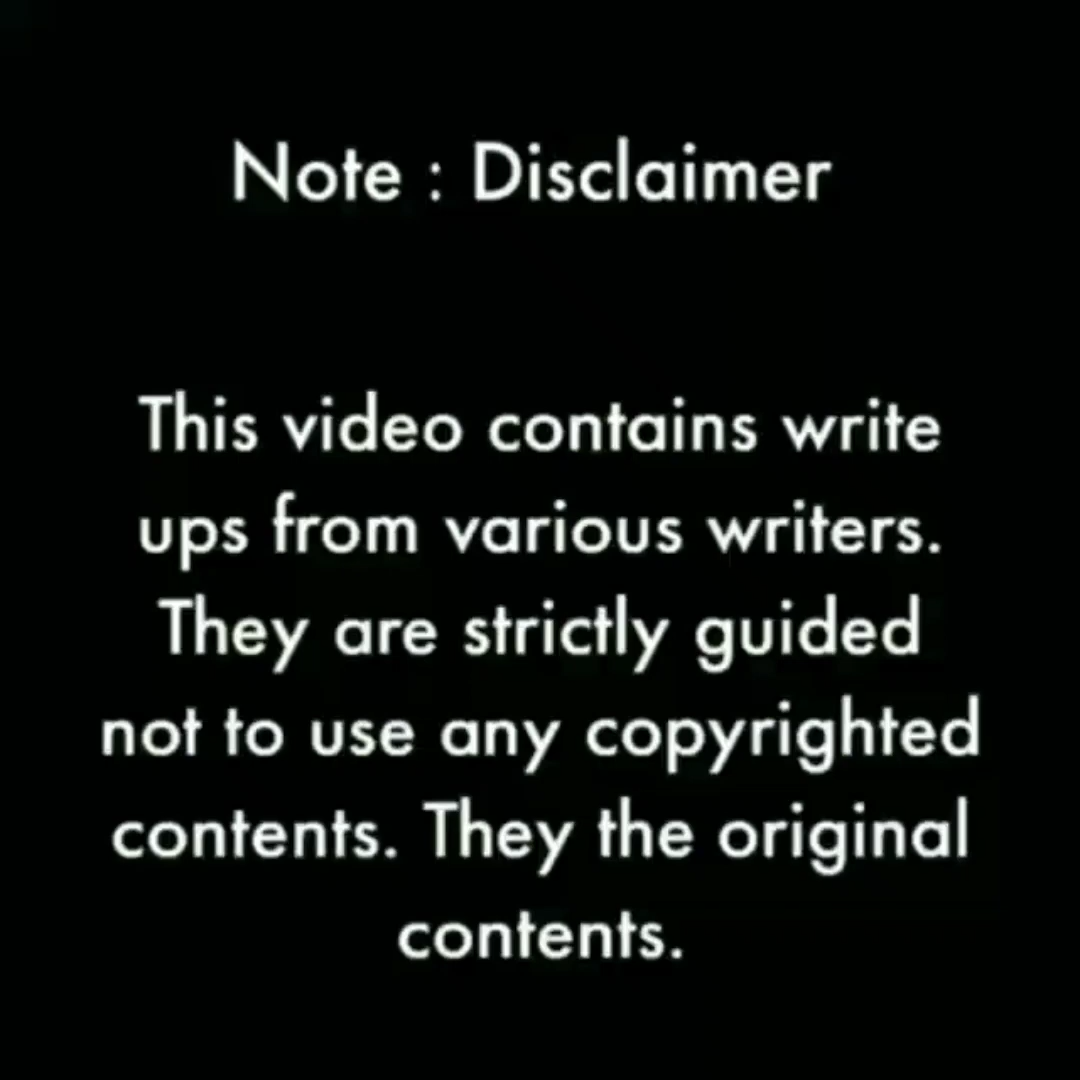 Note : Disclaimer
This video contains write
ups from various writers.
They are strictly guided
not to use any copyrighted
contents. They the original
contents.